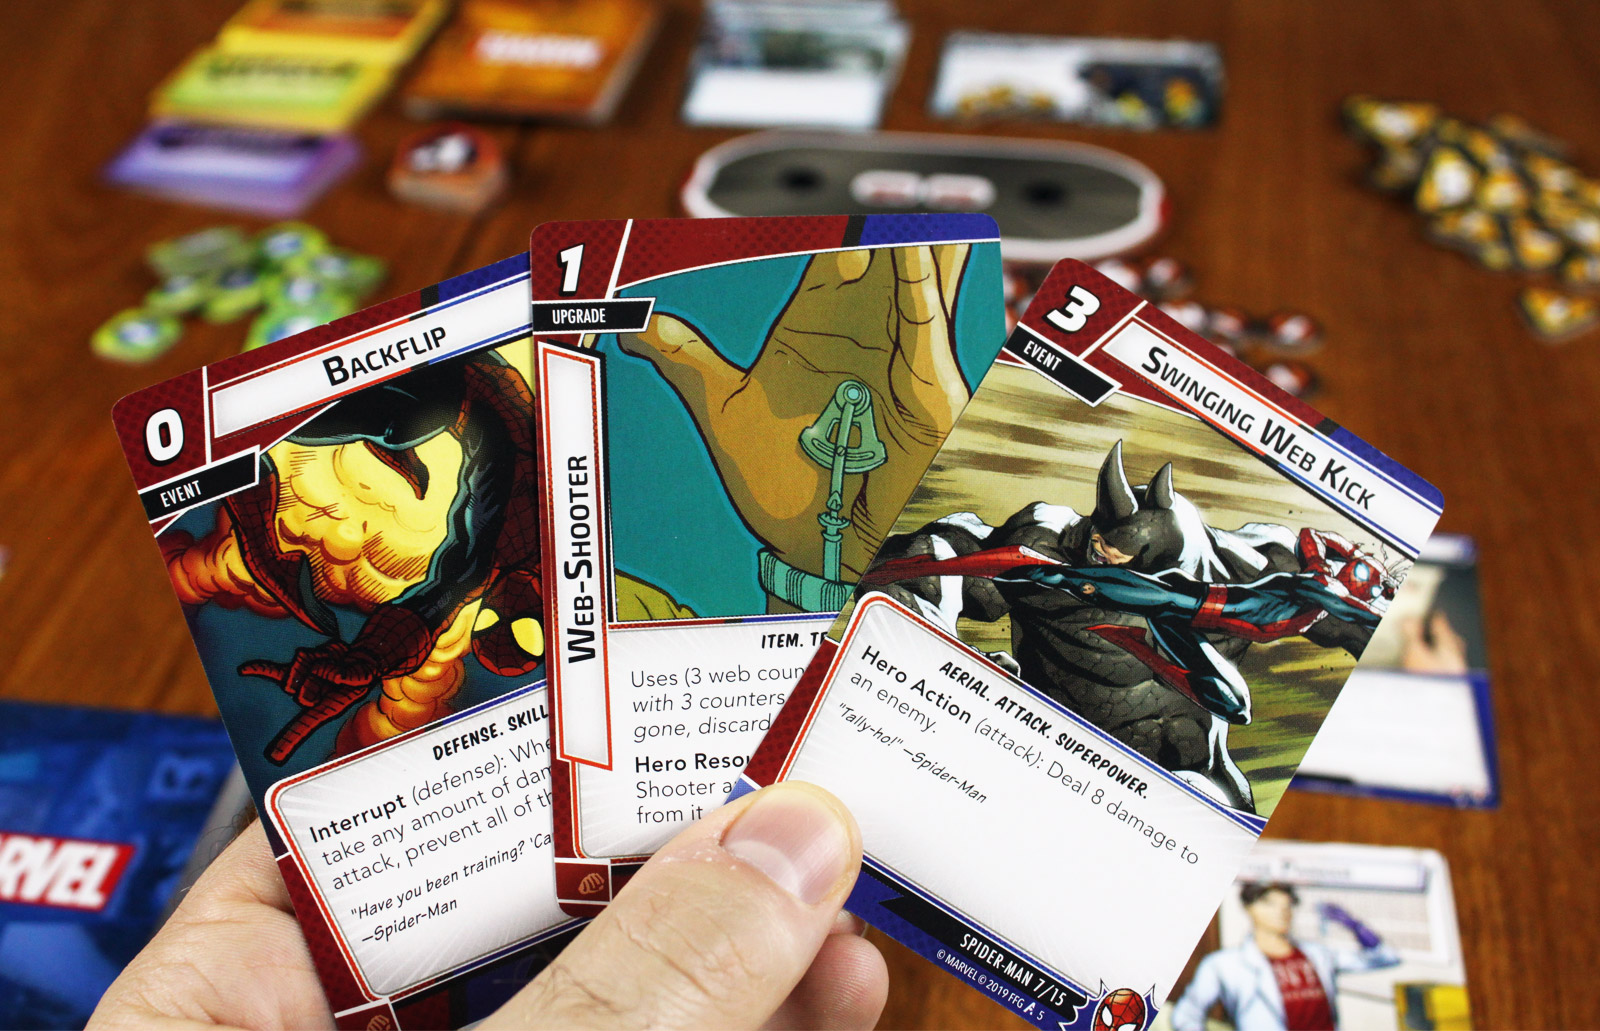 0
BACKFLIP
EVENT
DEFENSE. SKILL
Interrupt (defense): Whe
take any amount of dam
attack, prevent all of th
"Have you been training? 'Ca
–Spider-Man
1
UPGRADE
WEB-SHOOTER
ITEM. TE
Uses (3 web coun
with 3 counters
gone, discard
Hero Resou
Shooter a
from it
3
EVENT
SWINGING WEB KICK
AERIAL. ATTACK. SUPERPOWER.
Hero Action (attack): Deal 8 damage to
an enemy.
"Tally-ho!" –Spider-Man
SPIDER-MAN 7/15
© MARVEL © 2019 FFG A 5
ARVEL